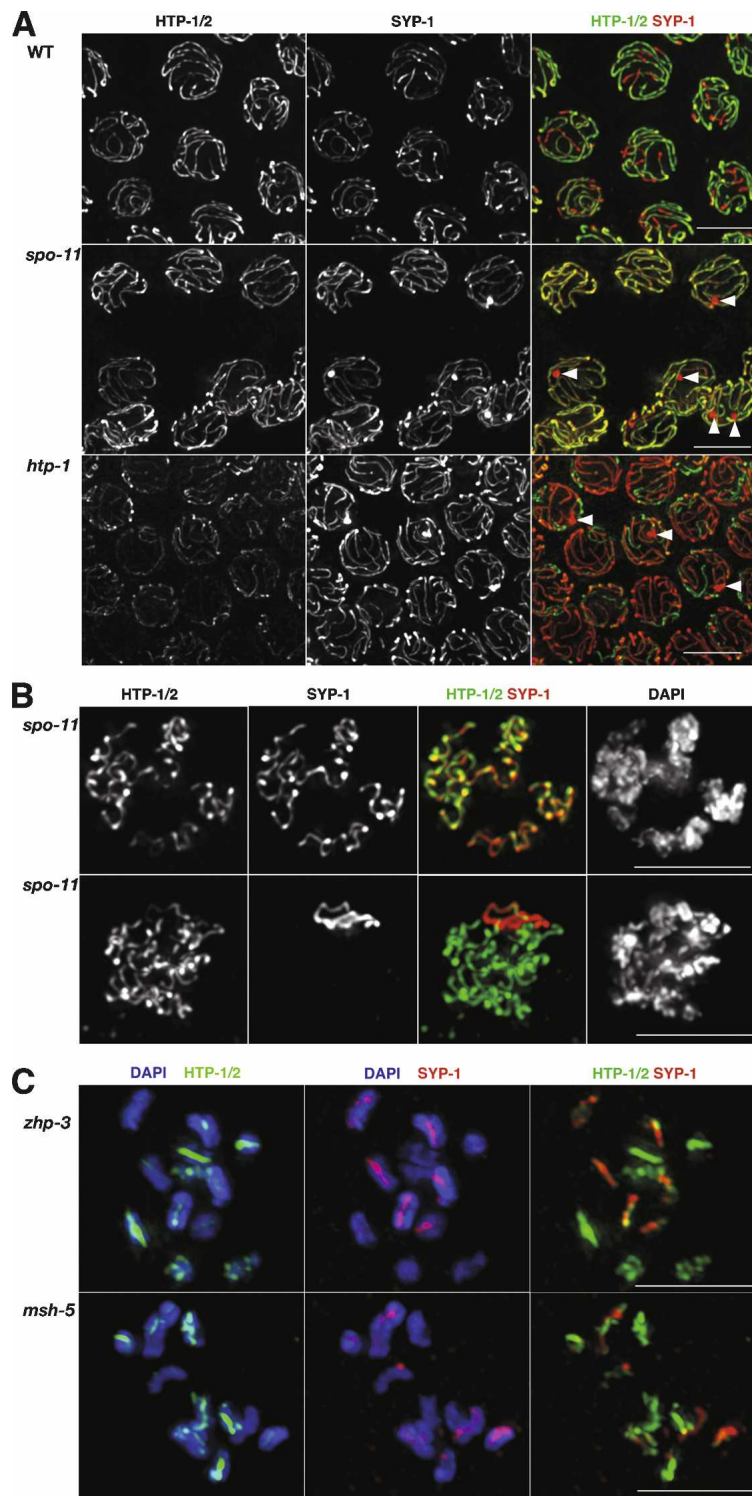 A
HTP-1/2 SYP-1 HTP-1/2 SYP-1
WT
spo-11
htp-1
B
HTP-1/2 SYP-1 HTP-1/2 SYP-1 DAPI
spo-11
spo-11
C
DAPI HTP-1/2 DAPI SYP-1 HTP-1/2 SYP-1
zhp-3
msh-5